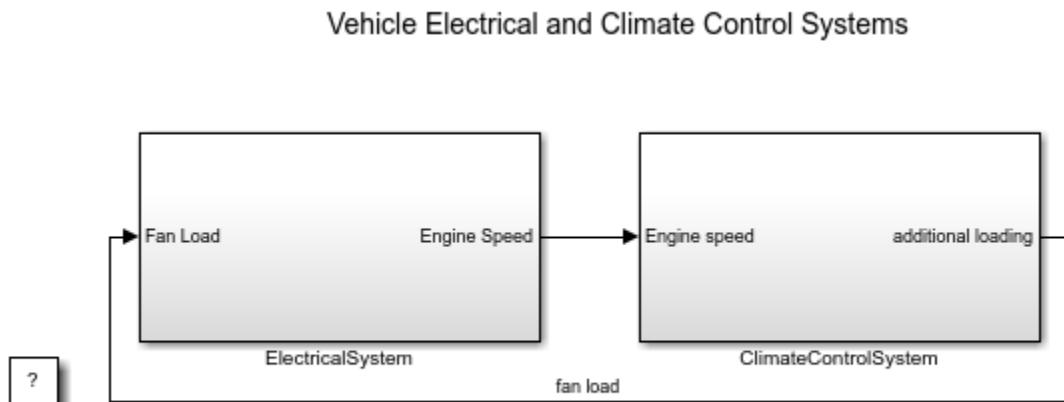 Vehicle Electrical and Climate Control Systems
Fan Load
Engine Speed
Engine speed
additional loading
ElectricalSystem
ClimateControlSystem
?
fan load